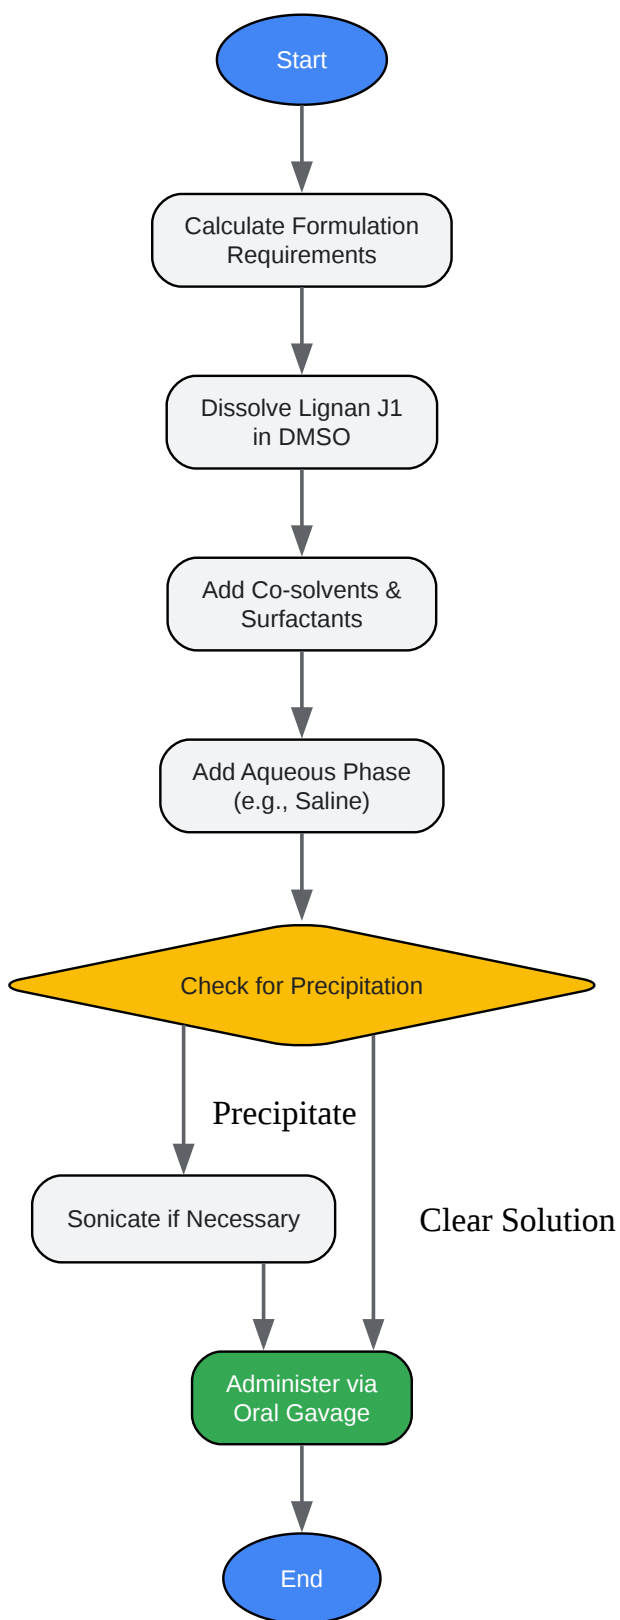 Start
Calculate Formulation
Requirements
Dissolve Lignan J1
in DMSO
Add Co-solvents &
Surfactants
Add Aqueous Phase
(e.g., Saline)
Check for Precipitation
Precipitate
Sonicate if Necessary
Clear Solution
Administer via
Oral Gavage
End